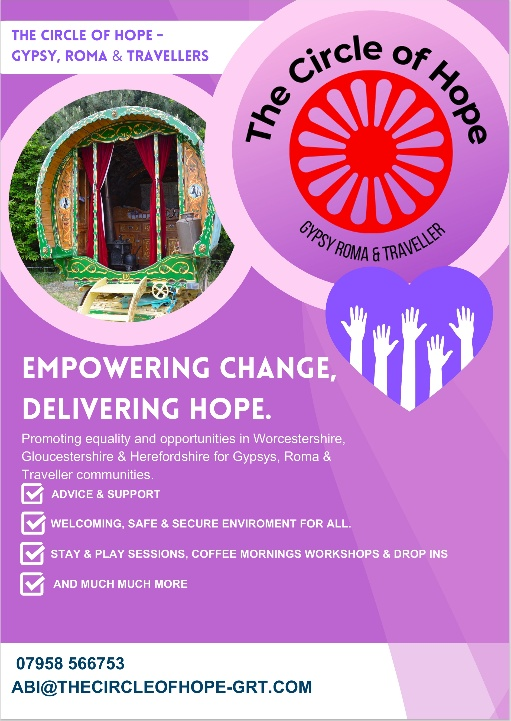 THE CIRCLE OF HOPE –
GYPSY, ROMA & TRAVELLERS
The Circle of Hope
GYPSY ROMA & TRAVELLER
EMPOWERING CHANGE,
DELIVERING HOPE.
Promoting equality and opportunities in Worcestershire,
Gloucestershire & Herefordshire for Gypsys, Roma &
Traveller communities.
ADVICE & SUPPORT
WELCOMING, SAFE & SECURE ENVIROMENT FOR ALL.
STAY & PLAY SESSIONS, COFFEE MORNINGS WORKSHOPS & DROP INS
AND MUCH MUCH MORE
07958 566753
ABI@THECIRCLEOFHOPE-GRT.COM